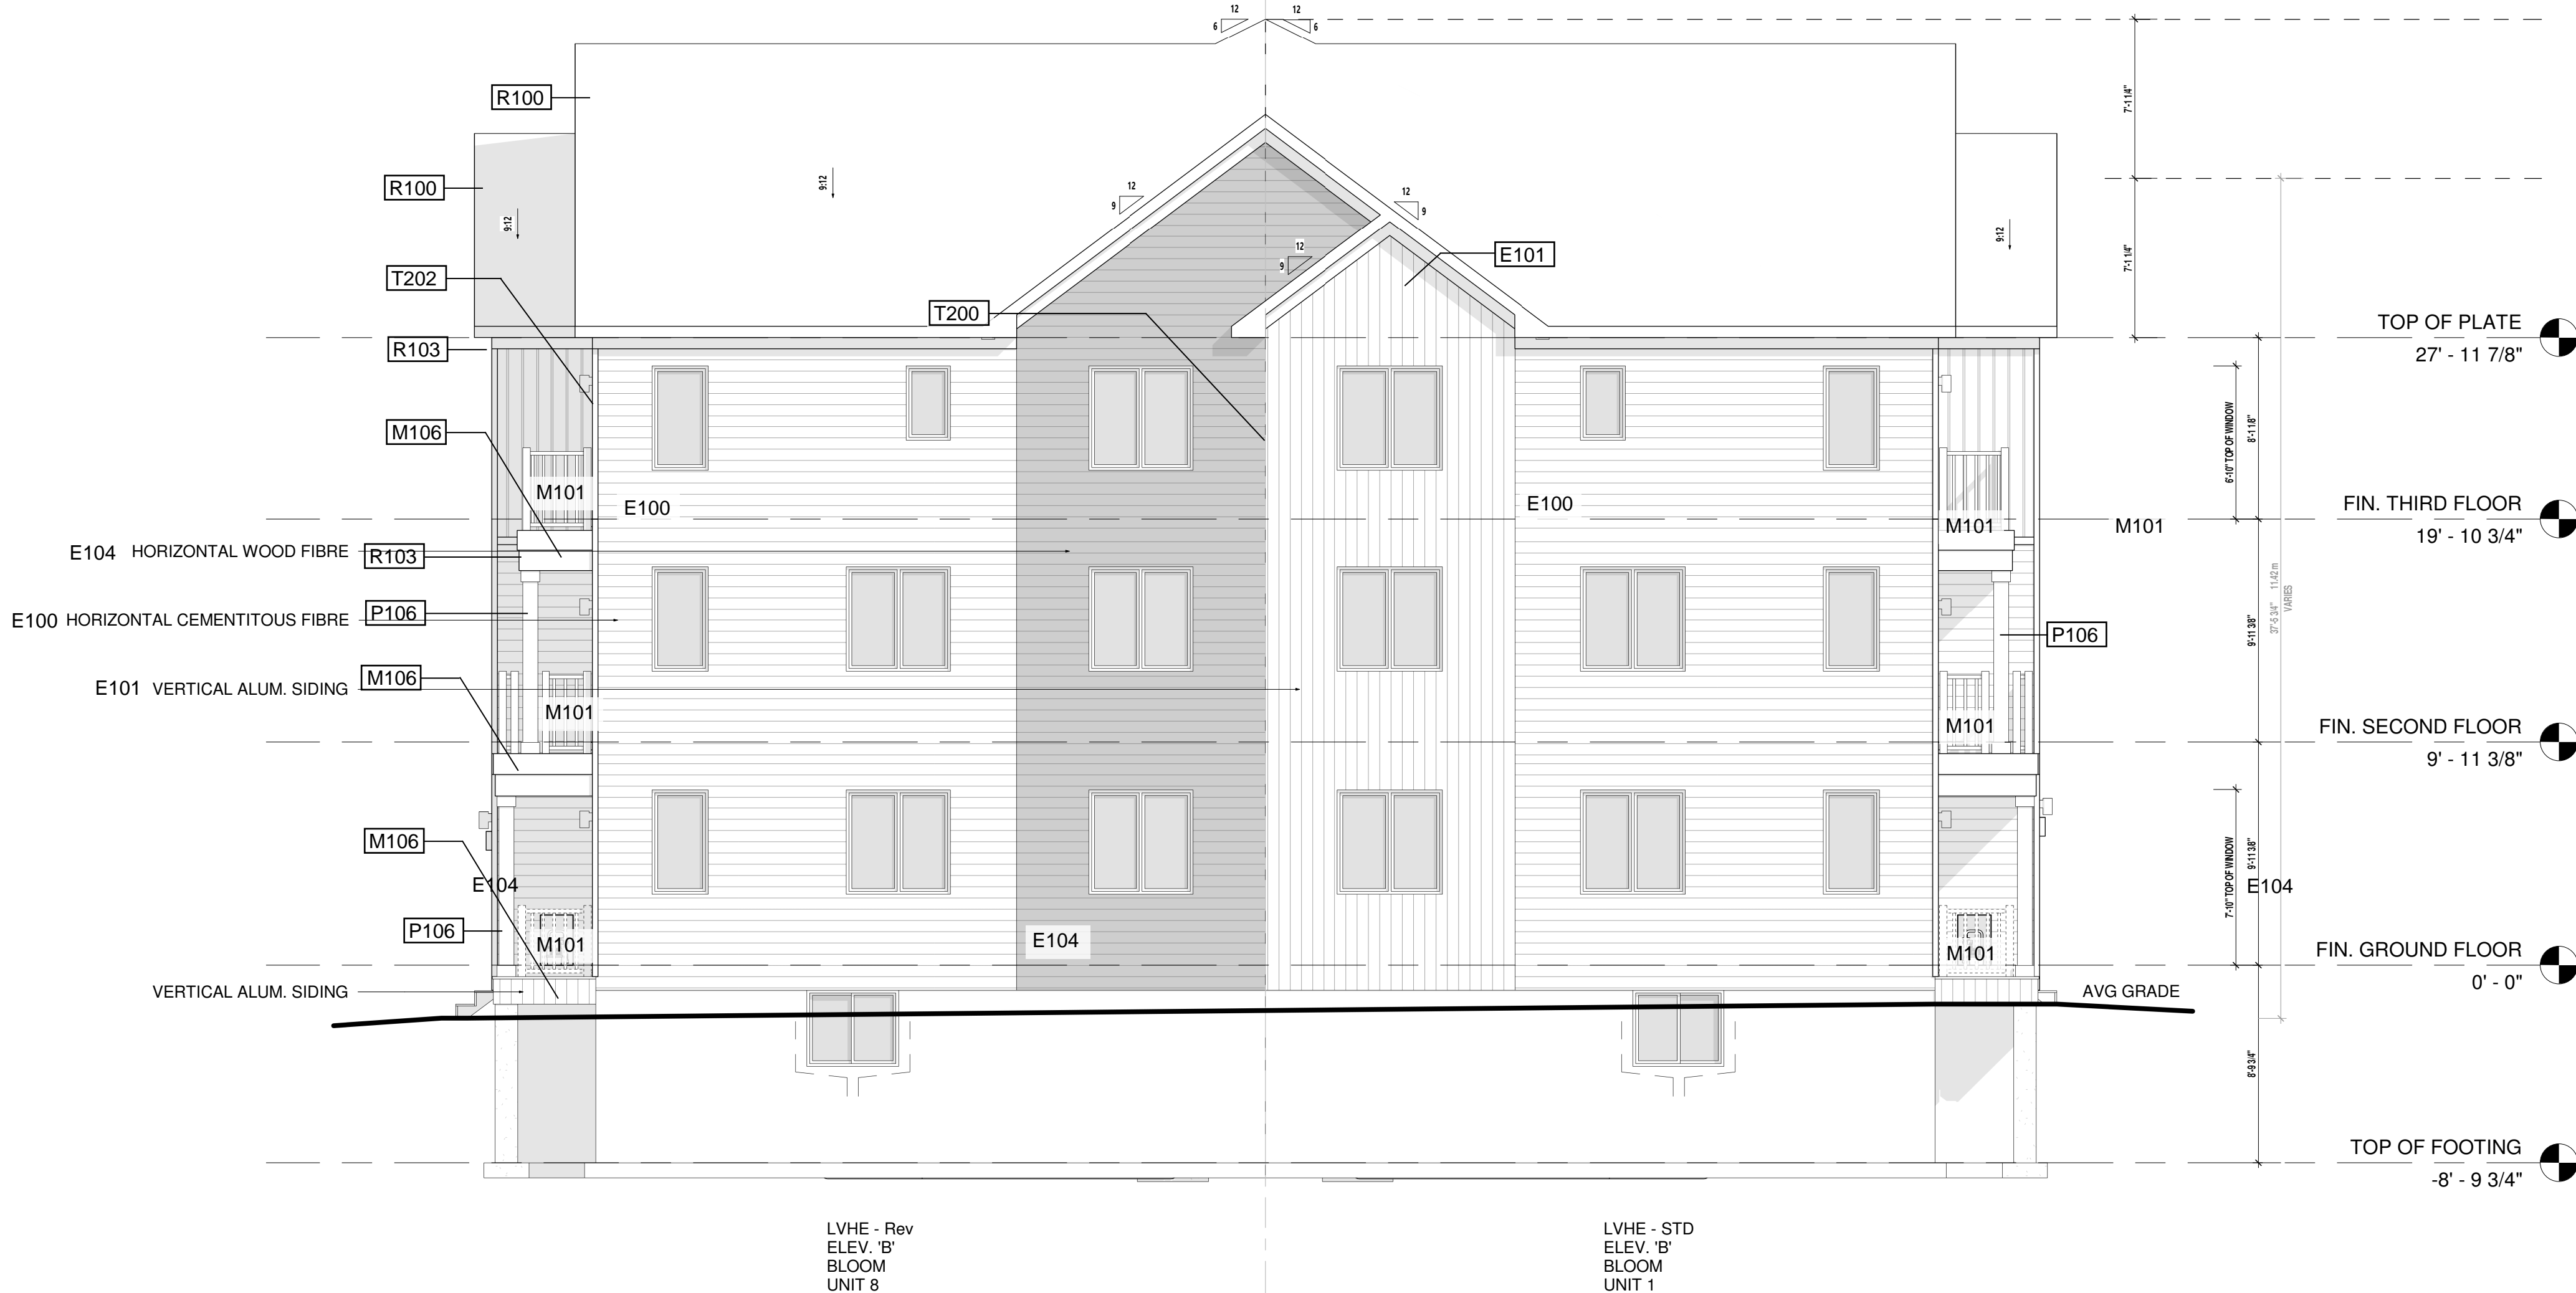 12
12
6
6
R100
7'-1 1/4"
R100
9:12
12
9
12
9
9:12
9:12
12
9
E101
7'-1 1/4"
T202
T200
TOP OF PLATE
27' - 11 7/8"
R103
M106
6'-10" TOP OF WINDOW
8'-1 1/8"
M101
E100
E100
FIN. THIRD FLOOR
19' - 10 3/4"
M101
M101
E104 HORIZONTAL WOOD FIBRE
R103
37'-5 3/4" 11.42 m
VARIES
E100 HORIZONTAL CEMENTITOUS FIBRE
P106
P106
9'-11 3/8"
E101 VERTICAL ALUM. SIDING
M106
M101
M101
FIN. SECOND FLOOR
9' - 11 3/8"
M106
7'-10" TOP OF WINDOW
9'-11 3/8"
E104
E104
P106
M101
E104
M101
FIN. GROUND FLOOR
0' - 0"
VERTICAL ALUM. SIDING
AVG GRADE
8'-9 3/4"
TOP OF FOOTING
-8' - 9 3/4"
LVHE - Rev
ELEV. 'B'
BLOOM
UNIT 8
LVHE - STD
ELEV. 'B'
BLOOM
UNIT 1